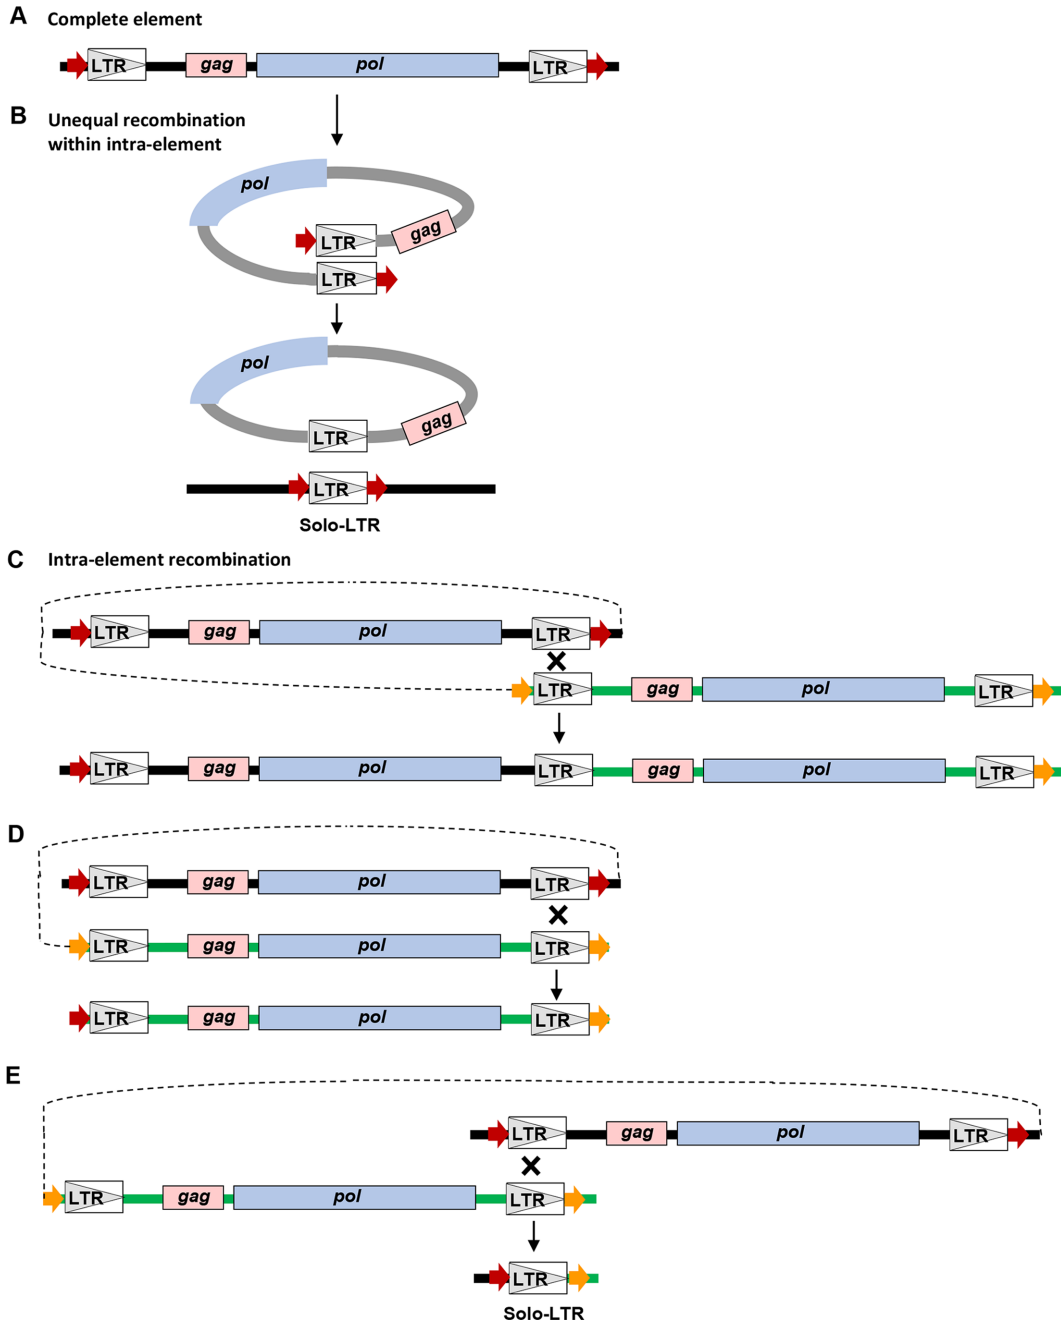 A Complete element
LTR gag pol LTR
B Unequal recombination
within intra-element
pol
LTR gag
LTR
pol
LTR gag
LTR
Solo-LTR
C Intra-element recombination
LTR gag pol LTR
LTR gag pol LTR
LTR gag pol LTR gag pol LTR
D
LTR gag pol LTR
LTR gag pol LTR
LTR gag pol LTR
E
LTR gag pol LTR
LTR gag pol LTR
LTR
Solo-LTR